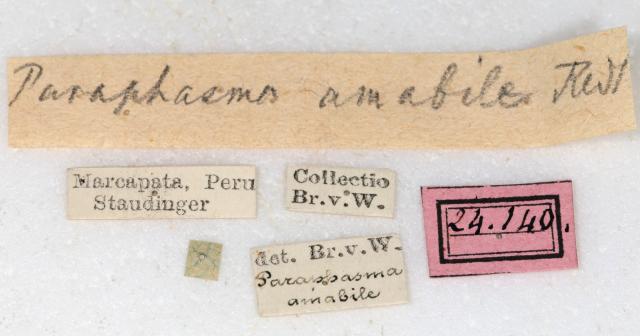 Paraphasma amabile Redt
Marcapata, Peru
Staudinger
Collectio
Br.v.W.
24.140.
det. Br.v.W.
Paraphasma
amabile